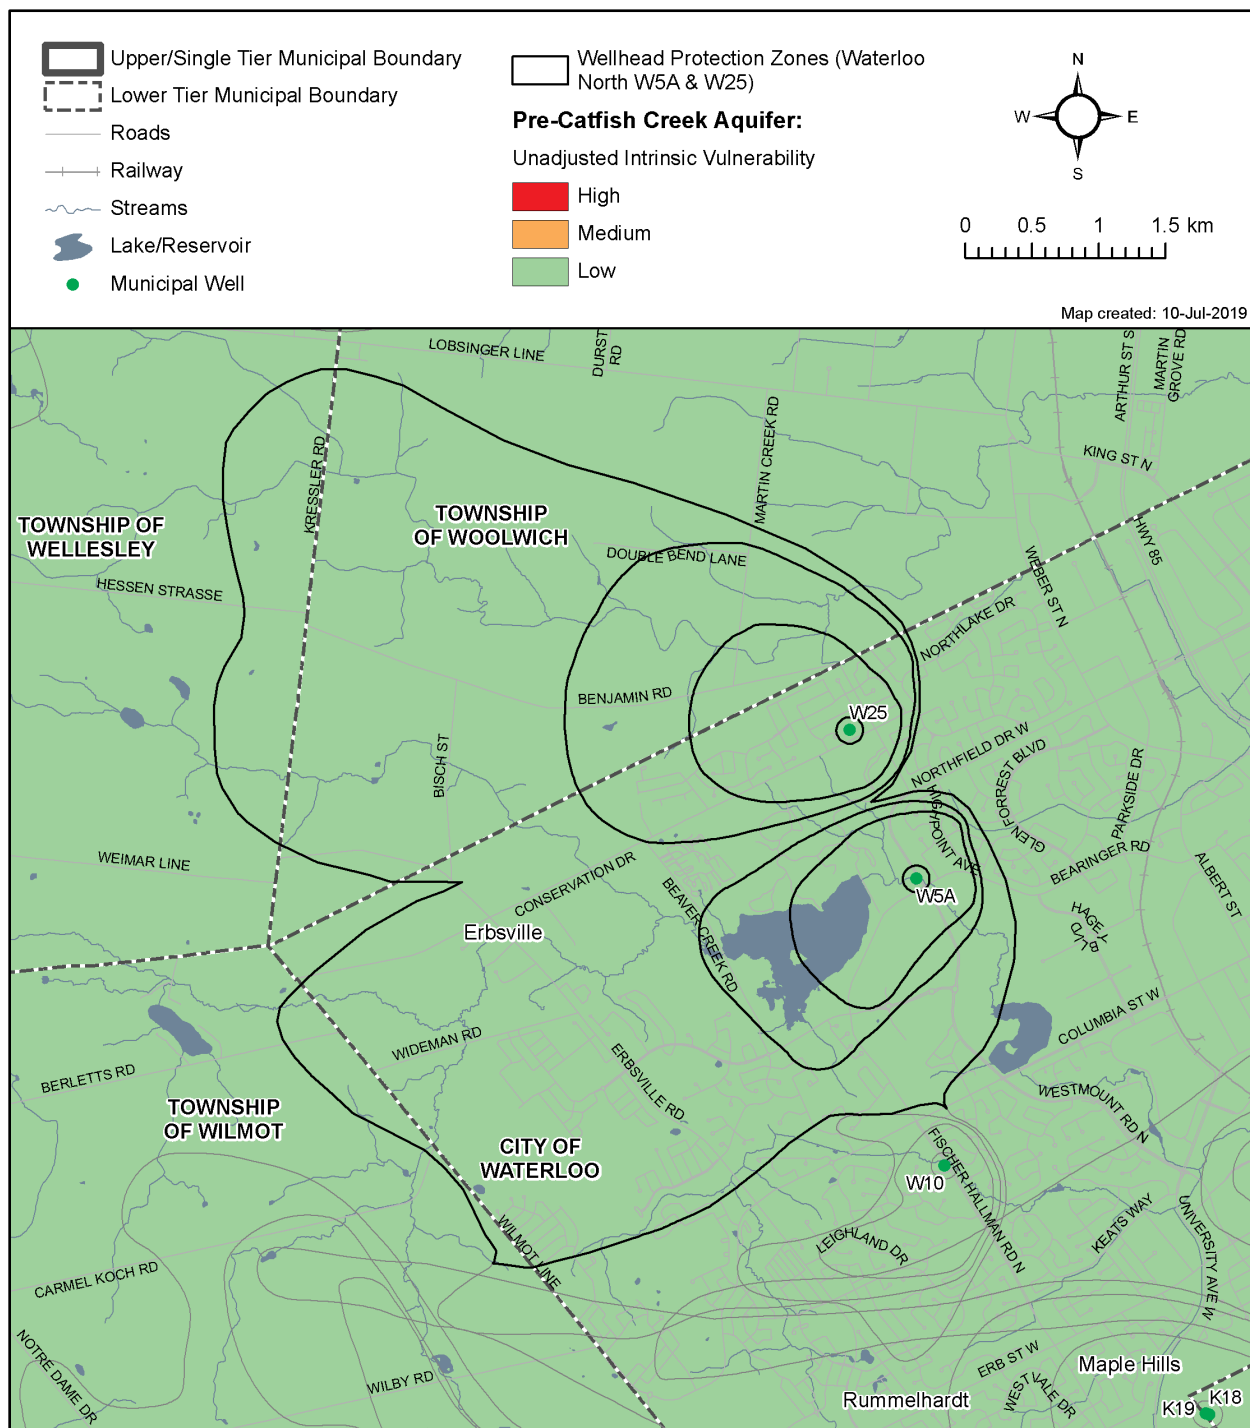 Upper/Single Tier Municipal Boundary
Lower Tier Municipal Boundary
Roads
Railway
Streams
Lake/Reservoir
Municipal Well
Wellhead Protection Zones (Waterloo
North W5A & W25)
Pre-Catfish Creek Aquifer:
Unadjusted Intrinsic Vulnerability
High
Medium
Low
N
W E
S
0 0.5 1 1.5 km
Map created: 10-Jul-2019
LOBSINGER LINE
DURST
RD
ARTHUR ST S
MARTIN
GROVE RD
KING ST N
MARTIN CREEK RD
KRESSLER RD
TOWNSHIP OF
WELLESLEY
TOWNSHIP
OF WOOLWICH
HWY 85
DOUBLE BEND LANE
WEBER ST N
HESSEN STRASSE
NORTHLAKE DR
BENJAMIN RD
W25
NORTHFIELD DR W
BISCH ST
HIGHPOINT AVE
GLEN FORREST BLVD
PARKSIDE DR
BEARINGER RD
WEIMAR LINE
CONSERVATION DR
BEAVER CREEK RD
W5A
ALBERT ST
HAGEY
BLVD
Erbsville
COLUMBIA ST W
WIDEMAN RD
ERBSVILLE RD
BERLETTS RD
WESTMOUNT RD N
TOWNSHIP
OF WILMOT
CITY OF
WATERLOO
FISCHER HALLMAN RD N
W10
WILMOT LINE
LEIGHLAND DR
KEATS WAY
UNIVERSITY AVE W
CARMEL KOCH RD
NOTRE DAME DR
WILBY RD
ERB ST W
Maple Hills
WEST VALE DR
Rummelhardt
K19
K18